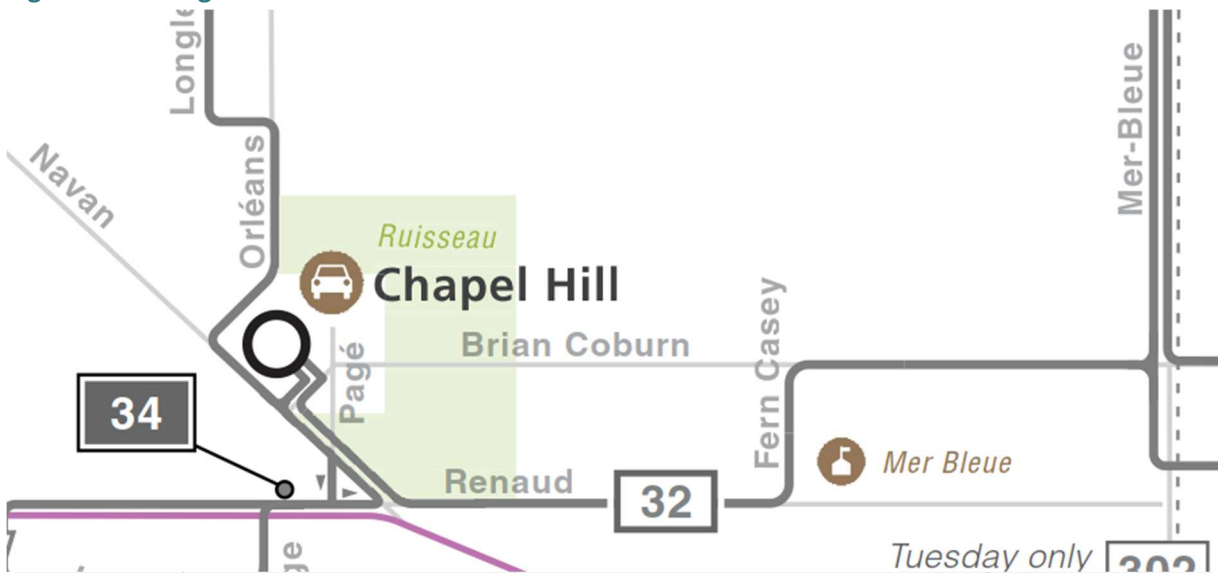 Mer-Bleue
Navan
Orléans
Ruisseau
Chapel Hill
Fern Casey
Brian Coburn
Pagé
34
Mer Bleue
Renaud
32
Tuesday only
302